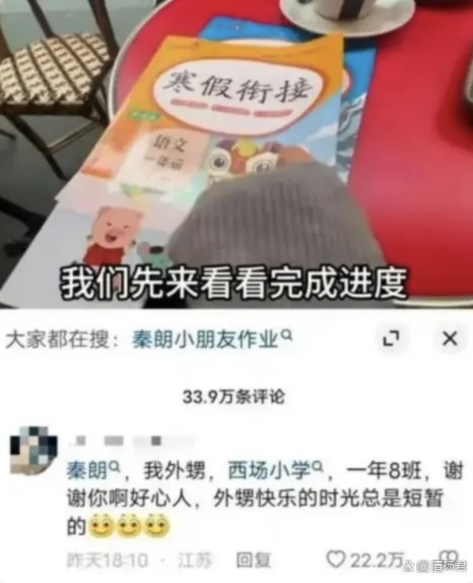 寒假衔接
语文
一年级
我们先来看看完成进度
大家都在搜：秦朗小朋友作业
33.9万条评论
秦朗，我外甥，西场小学，一年8班，谢
谢你啊好心人，外甥快乐的时光总是短暂
的
昨天18:10 · 江苏 回复 22.2万